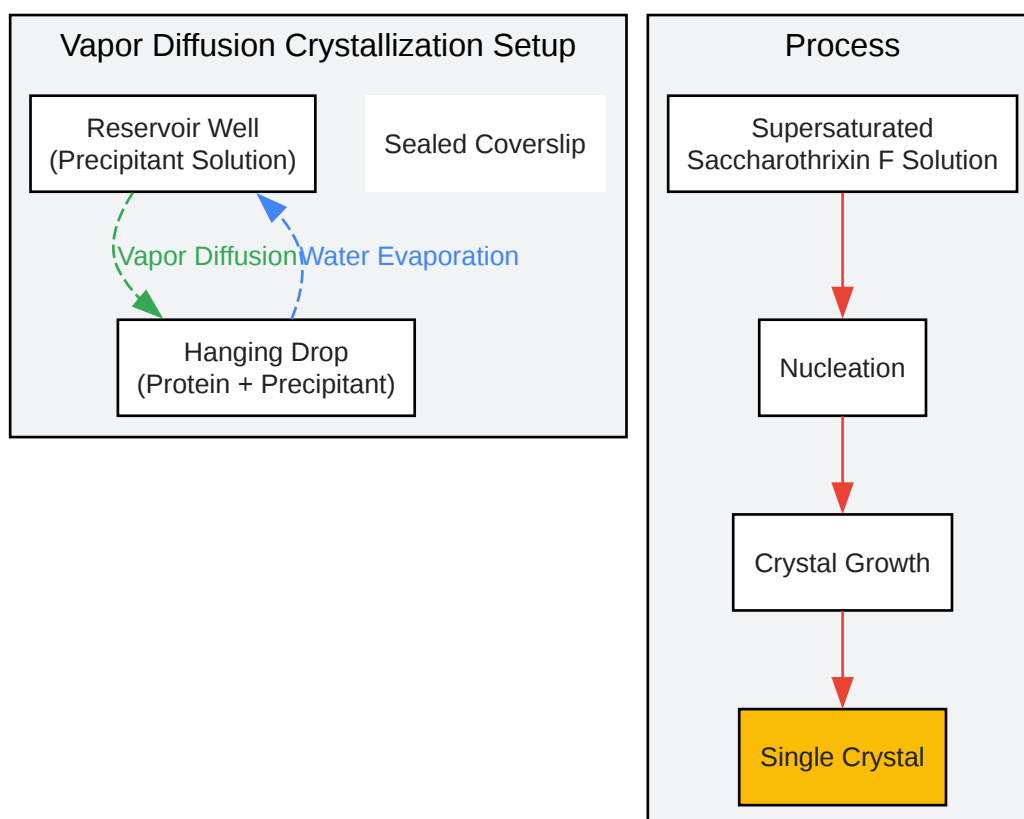 Vapor Diffusion Crystallization Setup
Reservoir Well
(Precipitant Solution)
Sealed Coverslip
Vapor Diffusion
Water Evaporation
Hanging Drop
(Protein + Precipitant)
Process
Supersaturated
Saccharothrixin F Solution
Nucleation
Crystal Growth
Single Crystal